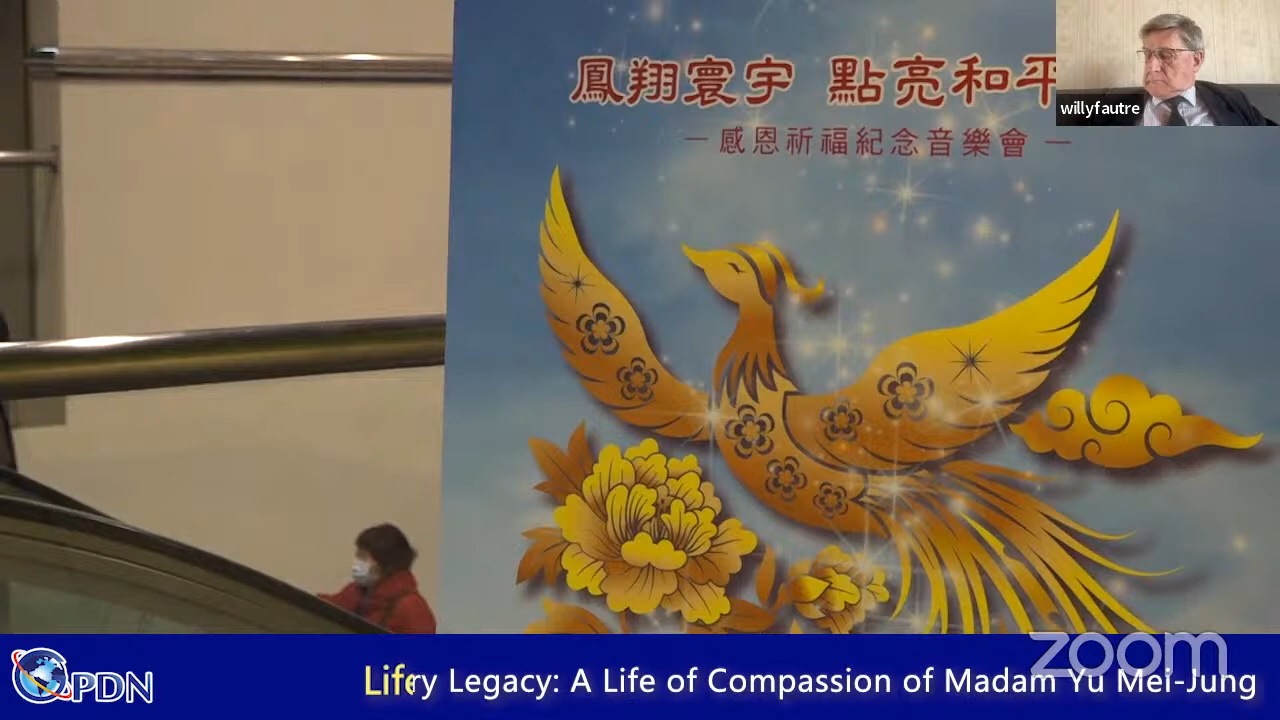 鳳翔寰宇 點亮和平
— 感恩祈福紀念音樂會 —
willyfautre
zoom
PDN
Life
ry Legacy: A Life of Compassion of Madam Yu Mei-Jung